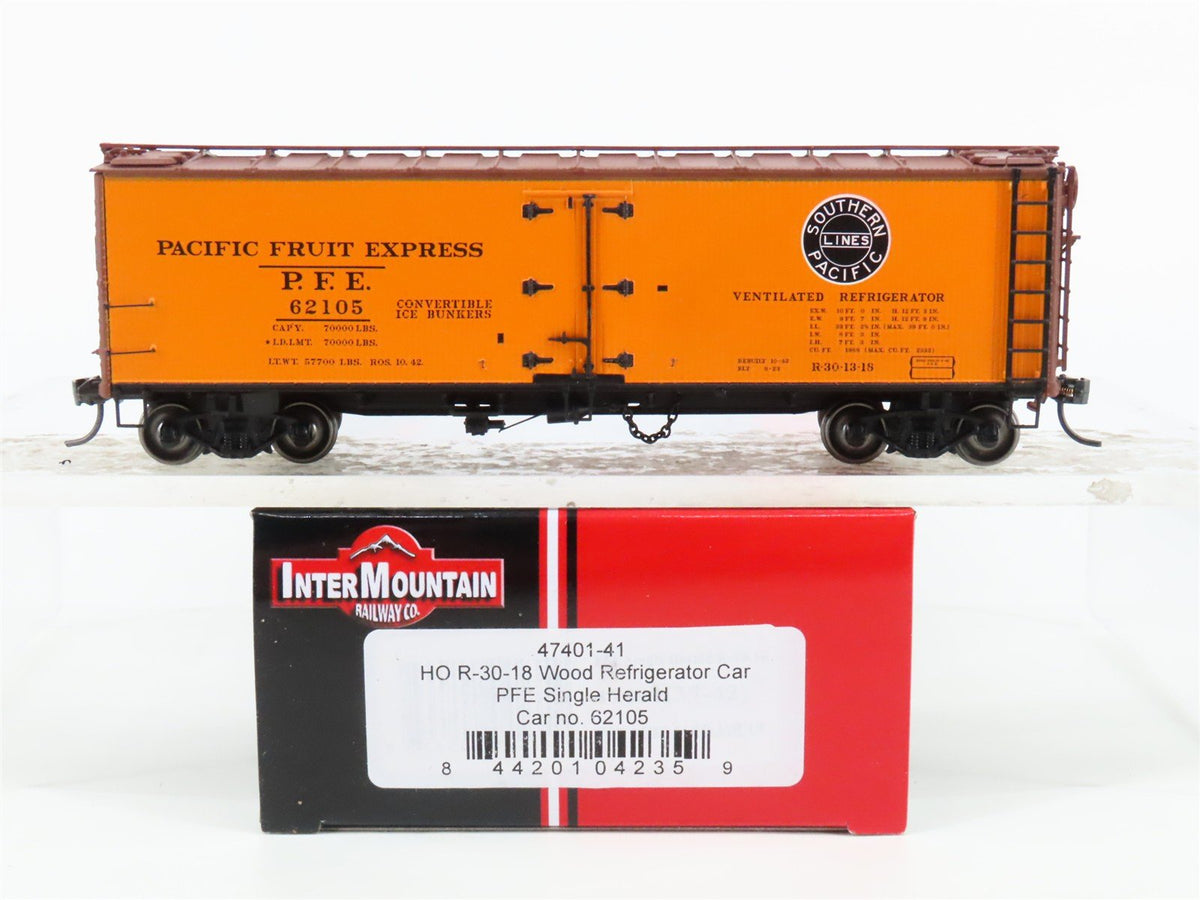 PACIFIC FRUIT EXPRESS
P. F. E.
62105
CONVERTIBLE
ICE BUNKERS
CAP'Y. 70000 LBS.
★LD.LMT. 70000 LBS.
LT.WT. 57700 LBS. ROS. 10. 42.
SOUTHERN
LINES
PACIFIC
VENTILATED REFRIGERATOR
R-30-13-18
INTERMOUNTAIN
RAILWAY CO.
47401-41
HO R-30-18 Wood Refrigerator Car
PFE Single Herald
Car no. 62105
8 44201 04235 9